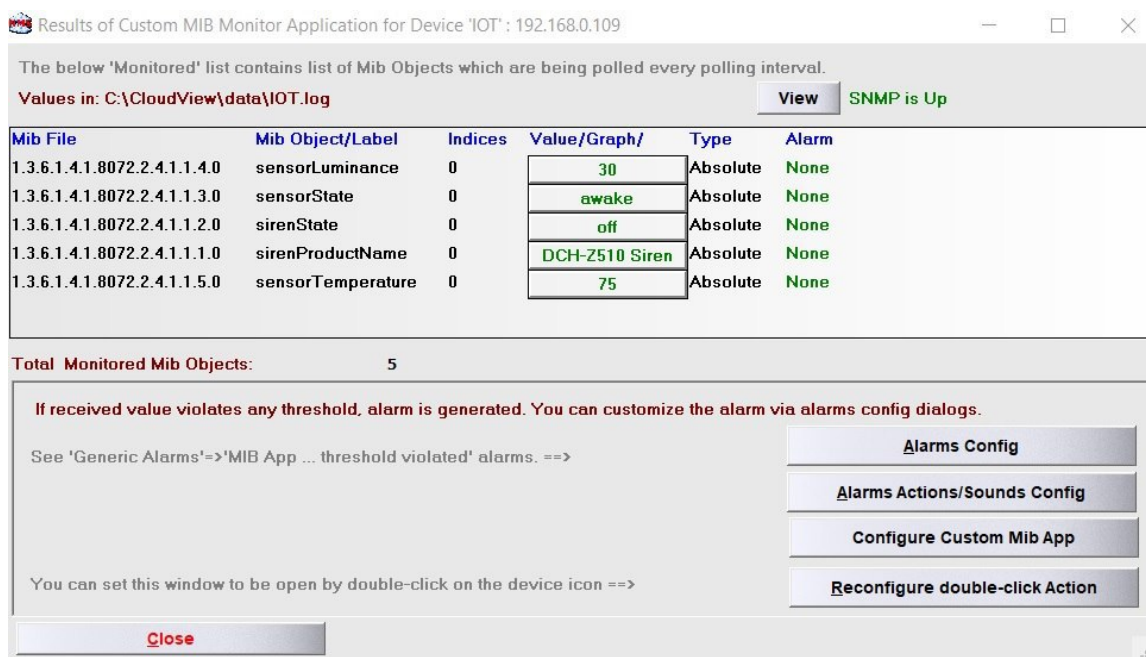 Results of Custom MIB Monitor Application for Device 'IOT' : 192.168.0.109
The below 'Monitored' list contains list of Mib Objects which are being polled every polling interval.
Values in: C:\CloudView\data\IOT.log View SNMP is Up
Mib File Mib Object/Label Indices Value/Graph/ Type Alarm
1.3.6.1.4.1.8072.2.4.1.1.4.0 sensorLuminance 0 30 Absolute None
1.3.6.1.4.1.8072.2.4.1.1.3.0 sensorState 0 awake Absolute None
1.3.6.1.4.1.8072.2.4.1.1.2.0 sirenState 0 off Absolute None
1.3.6.1.4.1.8072.2.4.1.1.1.0 sirenProductName 0 DCH-Z510 Siren Absolute None
1.3.6.1.4.1.8072.2.4.1.1.5.0 sensorTemperature 0 75 Absolute None
Total Monitored Mib Objects: 5
If received value violates any threshold, alarm is generated. You can customize the alarm via alarms config dialogs.
Alarms Config
See 'Generic Alarms'=>'MIB App ... threshold violated' alarms. ==>
Alarms Actions/Sounds Config
Configure Custom Mib App
You can set this window to be open by double-click on the device icon ==> Reconfigure double-click Action
Close